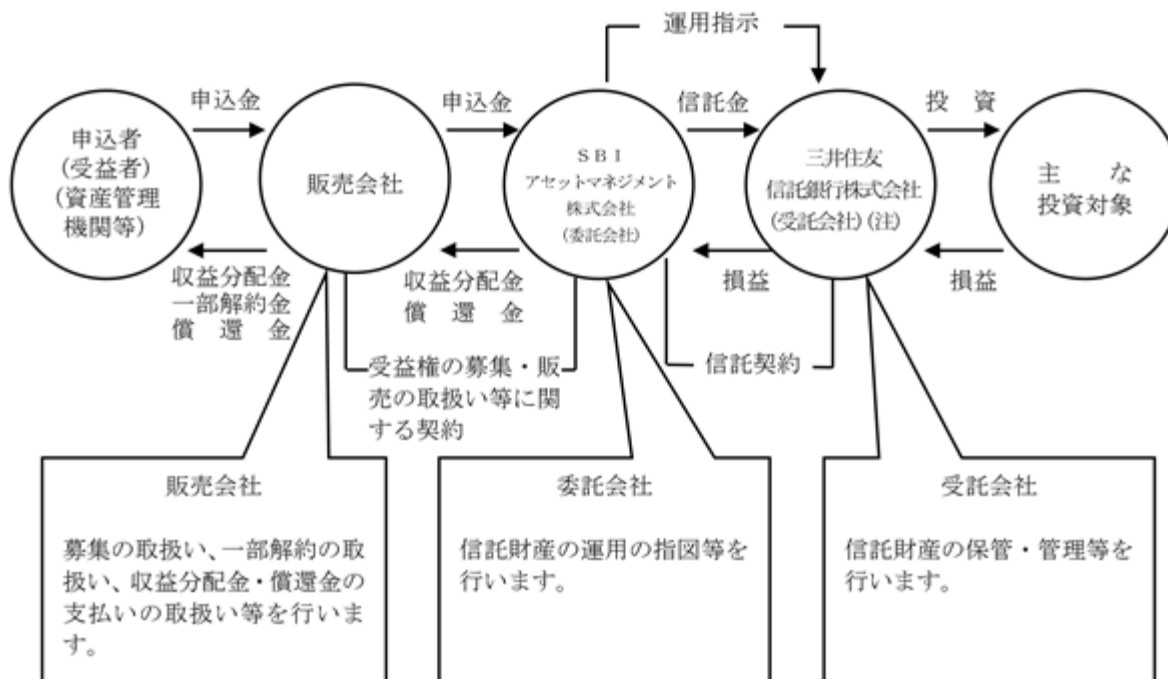 運用指示
申込金
申込金
信託金
投　資
申込者
(受益者)
(資産管理
機関等)
販売会社
ＳＢＩ
アセットマネジメント
株式会社
(委託会社)
三井住友
信託銀行株式会社
(受託会社)(注)
主　　な
投資対象
収益分配金
一部解約金
償　還　金
収益分配金
償　還　金
損益
損益
受益権の募集・販
売の取扱い等に関
する契約
信託契約
販売会社
募集の取扱い、一部解約の取
扱い、収益分配金・償還金の
支払いの取扱い等を行いま
す。
委託会社
信託財産の運用の指図等を
行います。
受託会社
信託財産の保管・管理等を
行います。